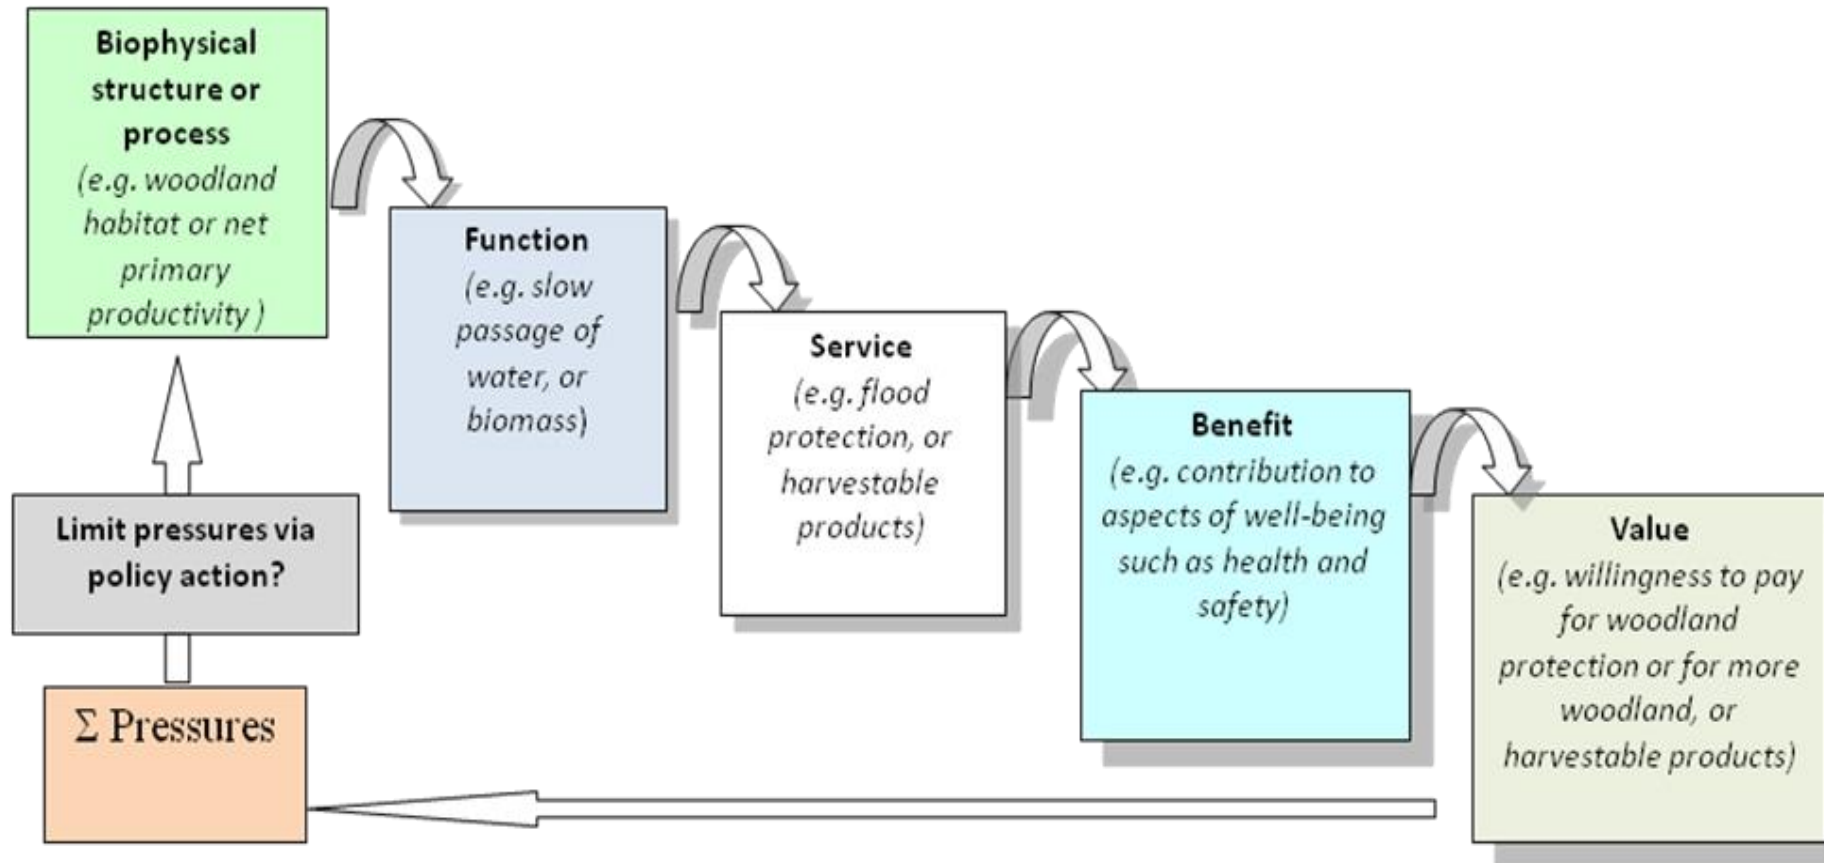 Biophysical
structure or
process
(e.g. woodland
habitat or net
primary
productivity )
Function
(e.g. slow
passage of
water, or
biomass)
Service
(e.g. flood
protection, or
harvestable
products)
Benefit
(e.g. contribution to
aspects of well-being
such as health and
safety)
Value
(e.g. willingness to pay
for woodland
protection or for more
woodland, or
harvestable products)
Limit pressures via
policy action?
Σ Pressures